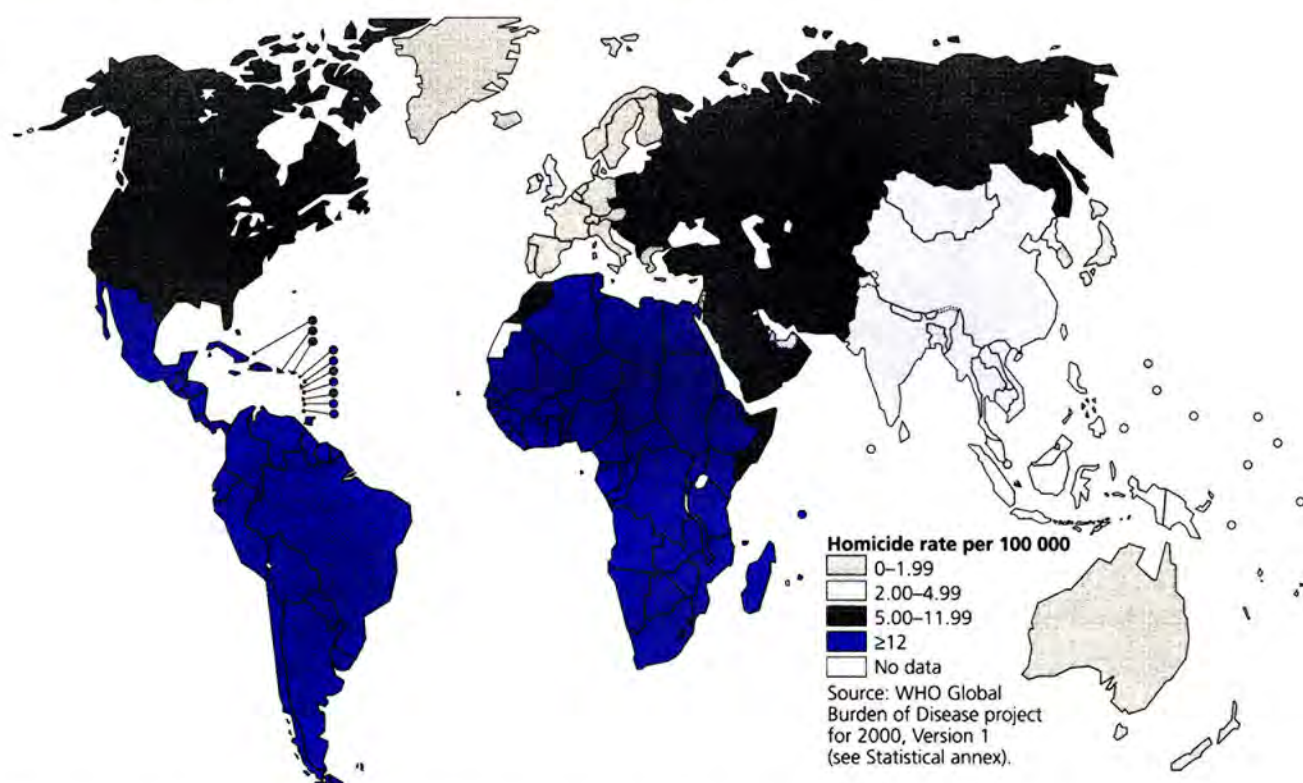 Homicide rate per 100 000
0–1.99
2.00–4.99
5.00–11.99
≥12
No data
Source: WHO Global
Burden of Disease project
for 2000, Version 1
(see Statistical annex).